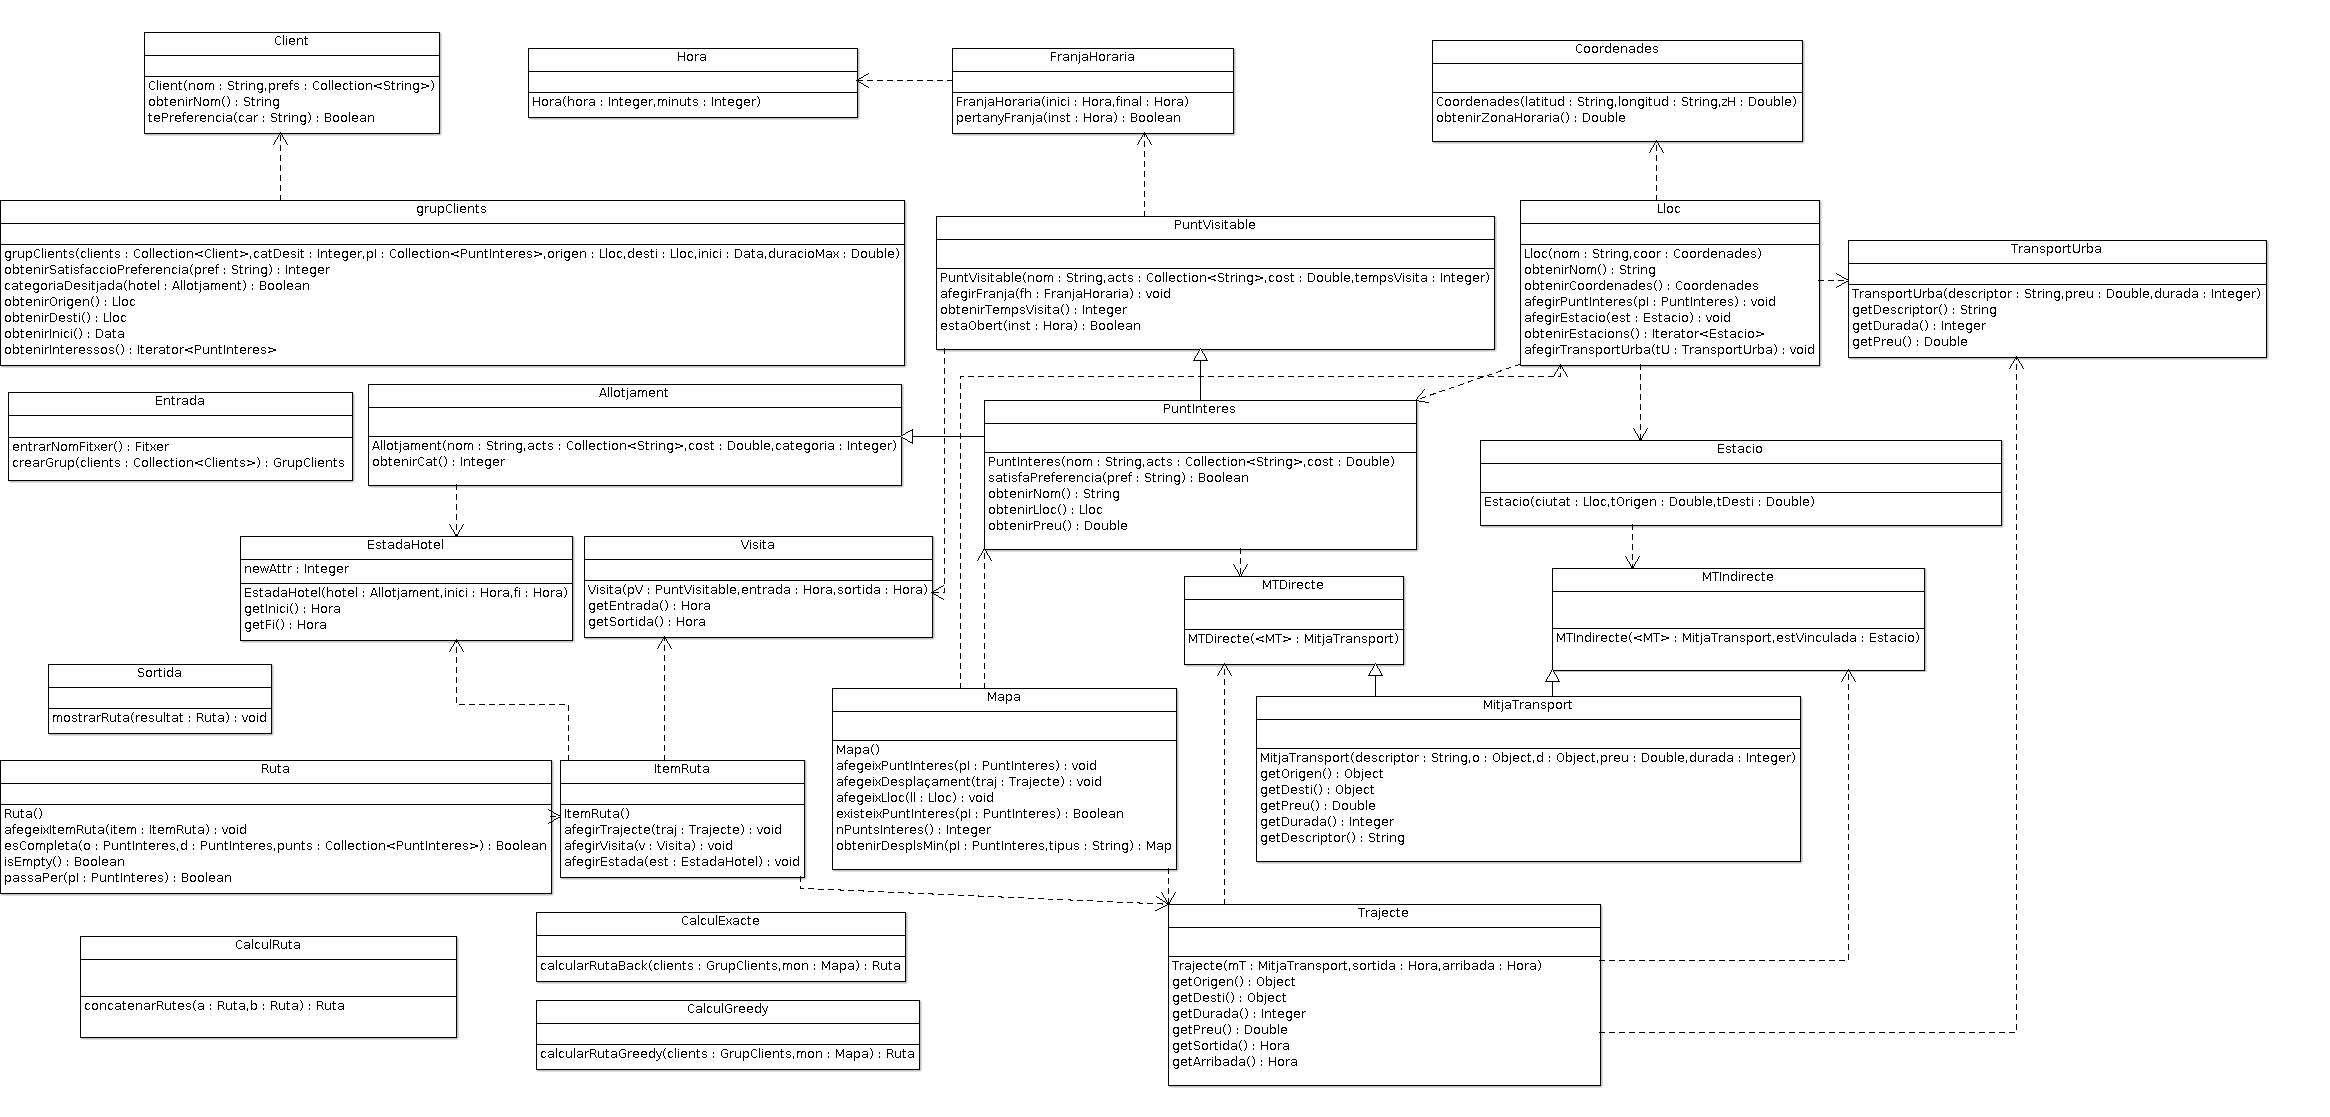 Client
Client(nom : String,prefs : Collection<String>)
obtenirNom() : String
tePreferencia(car : String) : Boolean
Hora
Hora(hora : Integer,minuts : Integer)
FranjaHoraria
FranjaHoraria(inici : Hora,final : Hora)
pertanyFranja(inst : Hora) : Boolean
Coordenades
Coordenades(latitud : String,longitud : String,zH : Double)
obtenirZonaHoraria() : Double
grupClients
grupClients(clients : Collection<Client>,catDesit : Integer,pI : Collection<PuntInteres>,origen : Lloc,desti : Lloc,inici : Data,duracioMax : Double)
obtenirSatisfaccioPreferencia(pref : String) : Integer
categoriaDesitjada(hotel : Allotjament) : Boolean
obtenirOrigen() : Lloc
obtenirDesti() : Lloc
obtenirInici() : Data
obtenirInteressos() : Iterator<PuntInteres>
PuntVisitable
PuntVisitable(nom : String,acts : Collection<String>,cost : Double,tempsVisita : Integer)
afegirFranja(fh : FranjaHoraria) : void
obtenirTempsVisita() : Integer
estaObert(inst : Hora) : Boolean
Lloc
Lloc(nom : String,coor : Coordenades)
obtenirNom() : String
obtenirCoordenades() : Coordenades
afegirPuntInteres(pI : PuntInteres) : void
afegirEstacio(est : Estacio) : void
obtenirEstacions() : Iterator<Estacio>
afegirTransportUrba(tU : TransportUrba) : void
TransportUrba
TransportUrba(descriptor : String,preu : Double,durada : Integer)
getDescriptor() : String
getDurada() : Integer
getPreu() : Double
Entrada
entrarNomFitxer() : Fitxer
crearGrup(clients : Collection<Clients>) : GrupClients
Allotjament
Allotjament(nom : String,acts : Collection<String>,cost : Double,categoria : Integer)
obtenirCat() : Integer
PuntInteres
PuntInteres(nom : String,acts : Collection<String>,cost : Double)
satisfaPreferencia(pref : String) : Boolean
obtenirNom() : String
obtenirLloc() : Lloc
obtenirPreu() : Double
Estacio
Estacio(ciutat : Lloc,tOrigen : Double,tDesti : Double)
EstadaHotel
newAttr : Integer
EstadaHotel(hotel : Allotjament,inici : Hora,fi : Hora)
getInici() : Hora
getFi() : Hora
Visita
Visita(pV : PuntVisitable,entrada : Hora,sortida : Hora)
getEntrada() : Hora
getSortida() : Hora
MTDirecte
MTDirecte(<MT> : MitjaTransport)
MTIndirecte
MTIndirecte(<MT> : MitjaTransport,estVinculada : Estacio)
Sortida
mostrarRuta(resultat : Ruta) : void
Mapa
Mapa()
afegeixPuntInteres(pI : PuntInteres) : void
afegeixDesplaçament(traj : Trajecte) : void
afegeixLloc(ll : Lloc) : void
existeixPuntInteres(pI : PuntInteres) : Boolean
nPuntsInteres() : Integer
obtenirDesplsMin(pI : PuntInteres,tipus : String) : Map
MitjaTransport
MitjaTransport(descriptor : String,o : Object,d : Object,preu : Double,durada : Integer)
getOrigen() : Object
getDesti() : Object
getPreu() : Double
getDurada() : Integer
getDescriptor() : String
Ruta
Ruta()
afegeixItemRuta(item : ItemRuta) : void
esCompleta(o : PuntInteres,d : PuntInteres,punts : Collection<PuntInteres>) : Boolean
isEmpty() : Boolean
passaPer(pI : PuntInteres) : Boolean
ItemRuta
ItemRuta()
afegirTrajecte(traj : Trajecte) : void
afegirVisita(v : Visita) : void
afegirEstada(est : EstadaHotel) : void
CalculRuta
concatenarRutes(a : Ruta,b : Ruta) : Ruta
CalculExacte
calcularRutaBack(clients : GrupClients,mon : Mapa) : Ruta
CalculGreedy
calcularRutaGreedy(clients : GrupClients,mon : Mapa) : Ruta
Trajecte
Trajecte(mT : MitjaTransport,sortida : Hora,arribada : Hora)
getOrigen() : Object
getDesti() : Object
getDurada() : Integer
getPreu() : Double
getSortida() : Hora
getArribada() : Hora